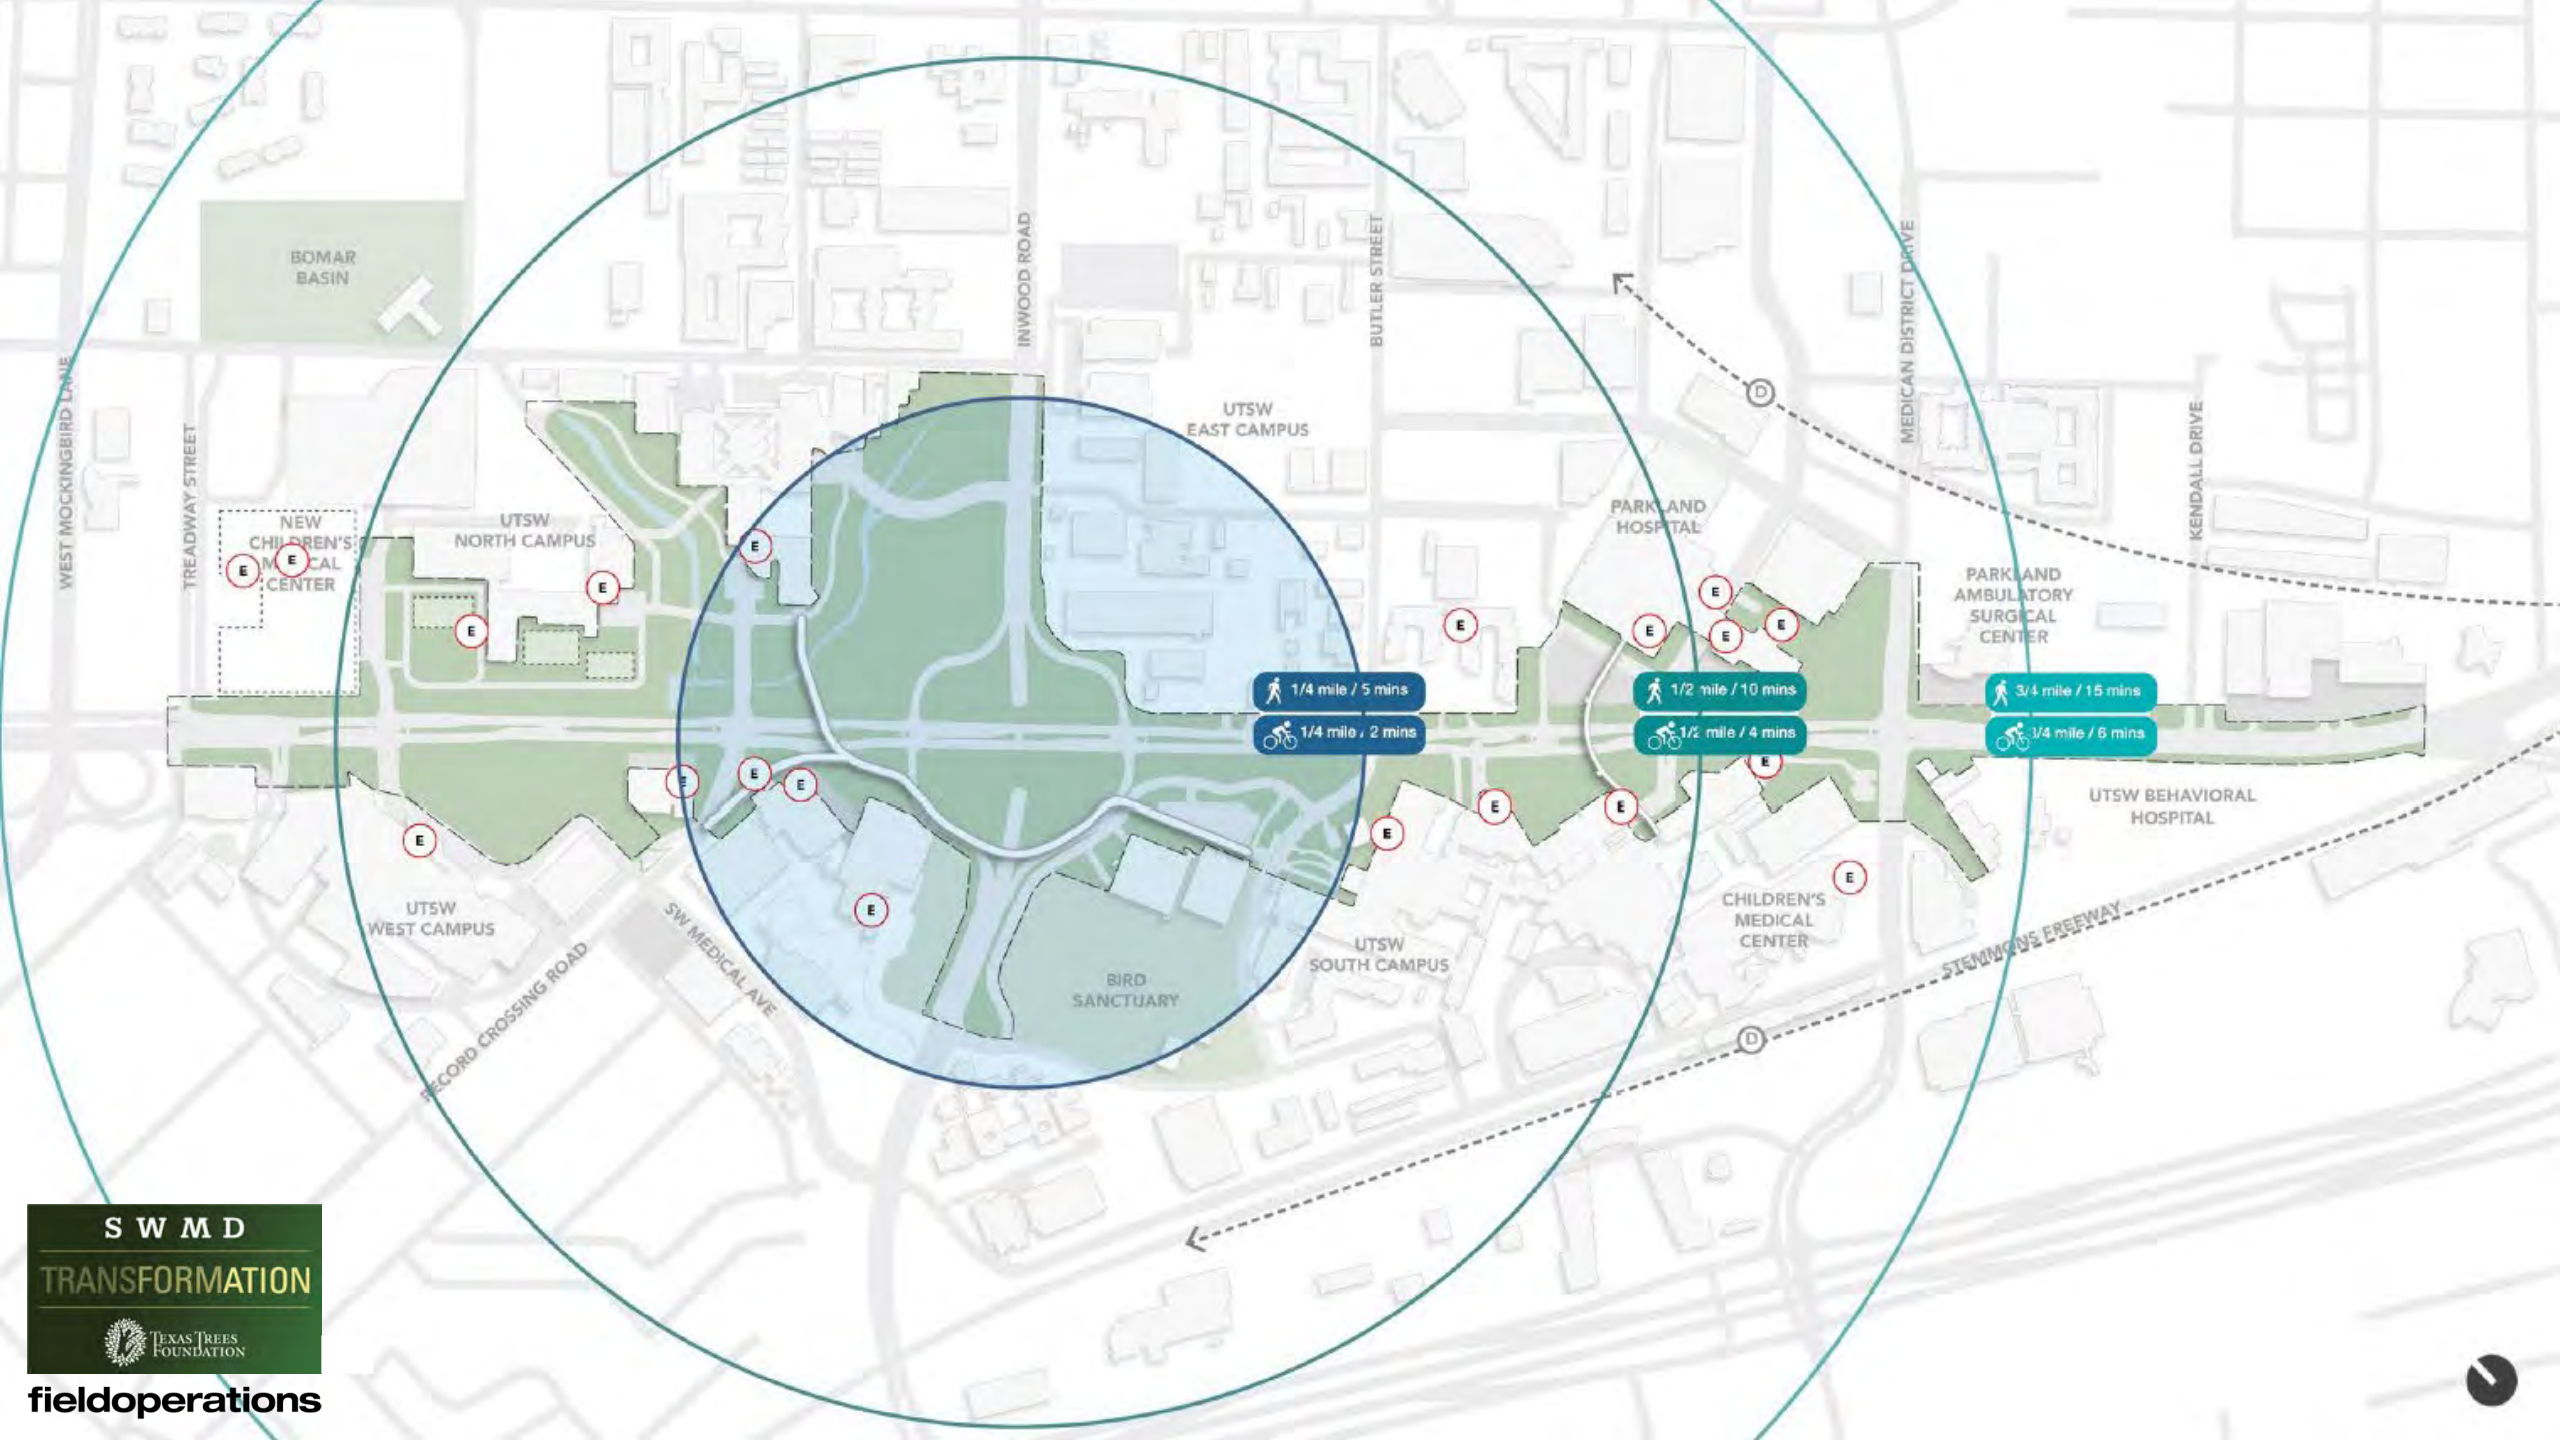 BOMAR
BASIN
INWOOD ROAD
BUTLER STREET
MEDICAN DISTRICT DRIVE
WEST MOCKINGBIRD LANE
TREADWAY STREET
KENDALL DRIVE
D
UTSW
EAST CAMPUS
NEW
CHILDREN'S
MEDICAL
CENTER
E
E
UTSW
NORTH CAMPUS
E
E
E
PARKLAND
HOSPITAL
E
E
E
E
E
PARKLAND
AMBULATORY
SURGICAL
CENTER
1/4 mile / 5 mins
1/4 mile / 2 mins
1/2 mile / 10 mins
1/2 mile / 4 mins
3/4 mile / 15 mins
3/4 mile / 6 mins
E
E
E
E
E
E
E
E
E
E
UTSW BEHAVIORAL
HOSPITAL
UTSW
WEST CAMPUS
RECORD CROSSING ROAD
SW MEDICAL AVE
BIRD
SANCTUARY
UTSW
SOUTH CAMPUS
CHILDREN'S
MEDICAL
CENTER
STEMMONS FREEWAY
D
SWMD
TRANSFORMATION
TEXAS TREES
FOUNDATION
fieldoperations